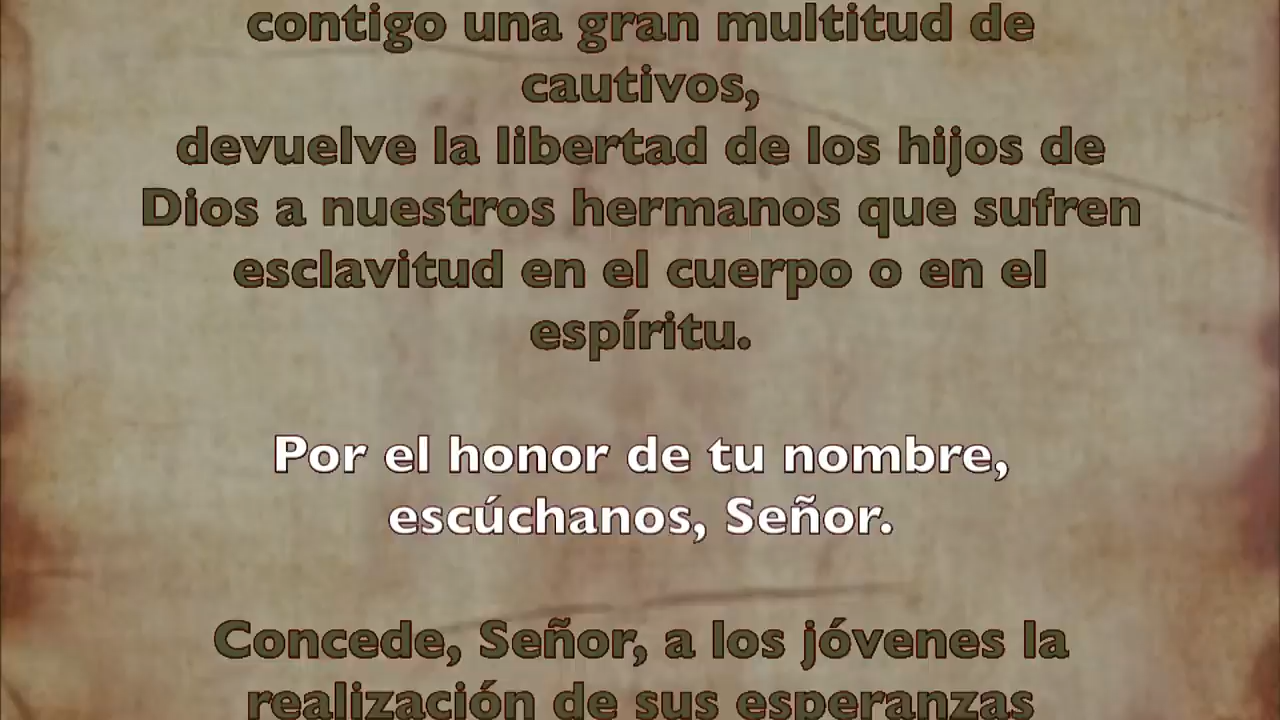 contigo una gran multitud de
cautivos,
devuelve la libertad de los hijos de
Dios a nuestros hermanos que sufren
esclavitud en el cuerpo o en el
espíritu.
Por el honor de tu nombre,
escúchanos, Señor.
Concede, Señor, a los jóvenes la
realización de sus esperanzas